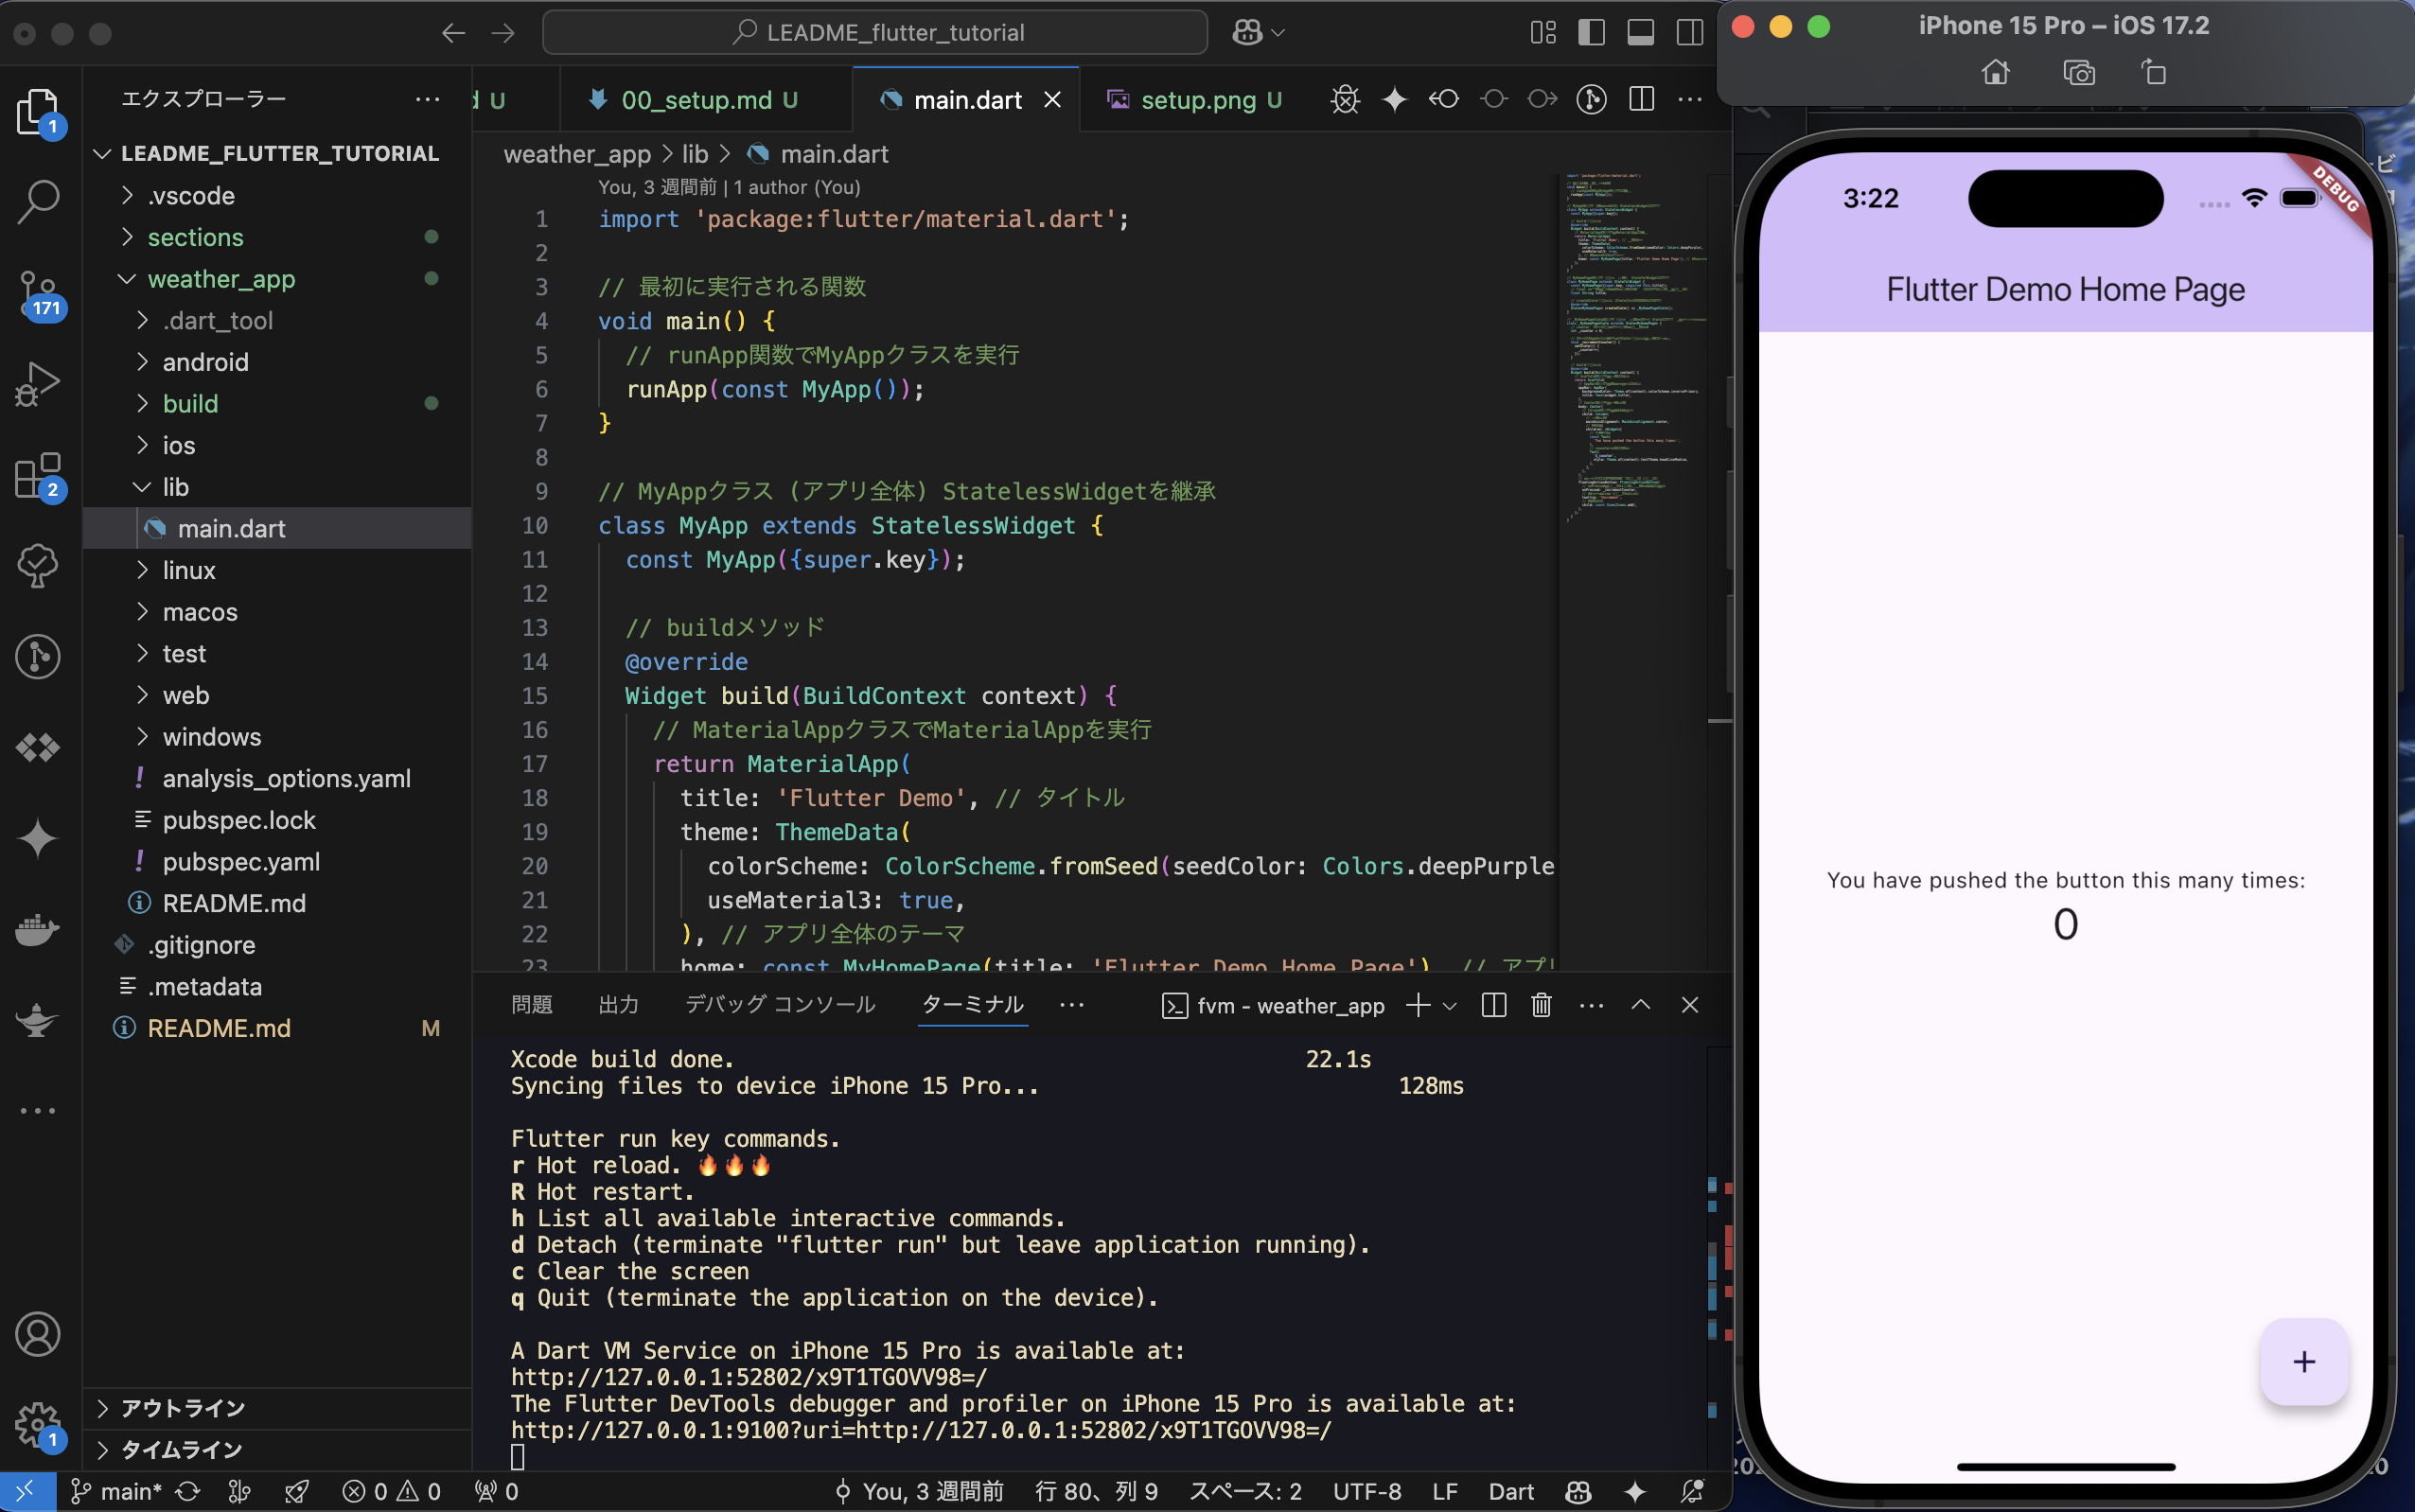 LEADME_flutter_tutorial
エクスプローラー
LEADME_FLUTTER_TUTORIAL
.vscode
sections
weather_app
.dart_tool
android
build
ios
lib
main.dart
linux
macos
test
web
windows
analysis_options.yaml
pubspec.lock
pubspec.yaml
README.md
.gitignore
.metadata
README.md M
アウトライン
タイムライン
1
171
2
1
U
00_setup.md U
main.dart
setup.png U
weather_app > lib > main.dart
You, 3 週間前 | 1 author (You)
1 import 'package:flutter/material.dart';
2
3 // 最初に実行される関数
4 void main() {
5 // runApp関数でMyAppクラスを実行
6 runApp(const MyApp());
7 }
8
9 // MyAppクラス (アプリ全体) StatelessWidgetを継承
10 class MyApp extends StatelessWidget {
11 const MyApp({super.key});
12
13 // buildメソッド
14 @override
15 Widget build(BuildContext context) {
16 // MaterialAppクラスでMaterialAppを実行
17 return MaterialApp(
18 title: 'Flutter Demo', // タイトル
19 theme: ThemeData(
20 colorScheme: ColorScheme.fromSeed(seedColor: Colors.deepPurple
21 useMaterial3: true,
22 ), // アプリ全体のテーマ
23 home: const MyHomePage(title: 'Flutter Demo Home Page'), // アプ
問題 出力 デバッグ コンソール ターミナル
fvm - weather_app
Xcode build done. 22.1s
Syncing files to device iPhone 15 Pro... 128ms
Flutter run key commands.
r Hot reload. 🔥🔥🔥
R Hot restart.
h List all available interactive commands.
d Detach (terminate "flutter run" but leave application running).
c Clear the screen
q Quit (terminate the application on the device).
A Dart VM Service on iPhone 15 Pro is available at:
http://127.0.0.1:52802/x9T1TGOVV98=/
The Flutter DevTools debugger and profiler on iPhone 15 Pro is available at:
http://127.0.0.1:9100?uri=http://127.0.0.1:52802/x9T1TGOVV98=/
main* 0 0 0
You, 3 週間前 行 80、列 9 スペース: 2 UTF-8 LF Dart
iPhone 15 Pro – iOS 17.2
3:22
DEBUG
Flutter Demo Home Page
You have pushed the button this many times:
0
+